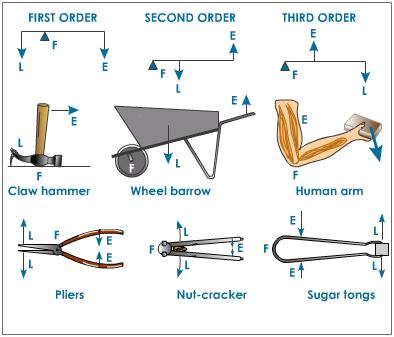 FIRST ORDER
SECOND ORDER
THIRD ORDER
F
L
E
E
F
L
E
F
L
L
E
F
Claw hammer
E
F
L
Wheel barrow
E
F
L
Human arm
L
F
E
E
L
Pliers
L
F
E
L
Nut-cracker
E
F
E
L
L
Sugar tongs